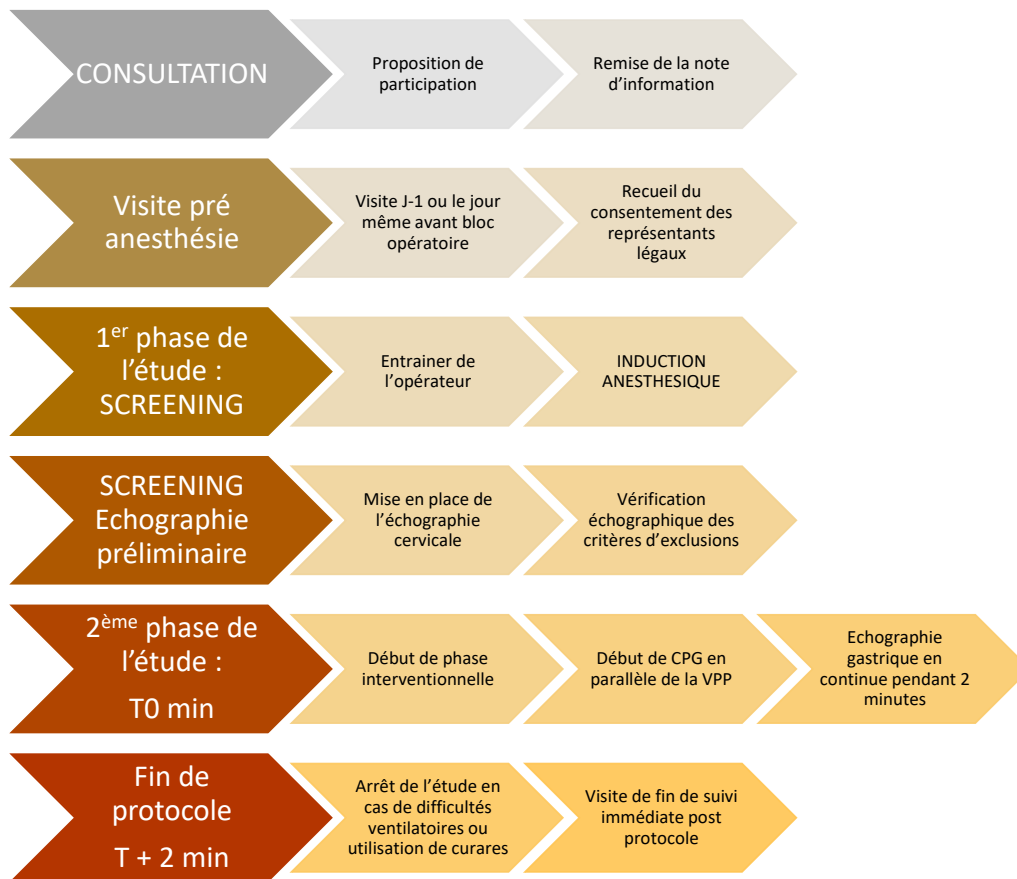 CONSULTATION
Proposition de
participation
Remise de la note
d’information
Visite pré
anesthésie
Visite J-1 ou le jour
même avant bloc
opératoire
Recueil du
consentement des
représentants
légaux
1er phase de
l’étude :
SCREENING
Entrainer de
l’opérateur
INDUCTION
ANESTHESIQUE
SCREENING
Echographie
préliminaire
Mise en place de
l’échographie
cervicale
Vérification
échographique des
critères d’exclusions
2ème phase de
l’étude :
T0 min
Début de phase
interventionnelle
Début de CPG en
parallèle de la VPP
Echographie
gastrique en
continue pendant 2
minutes
Fin de
protocole
T + 2 min
Arrêt de l’étude en
cas de difficultés
ventilatoires ou
utilisation de curares
Visite de fin de suivi
immédiate post
protocole